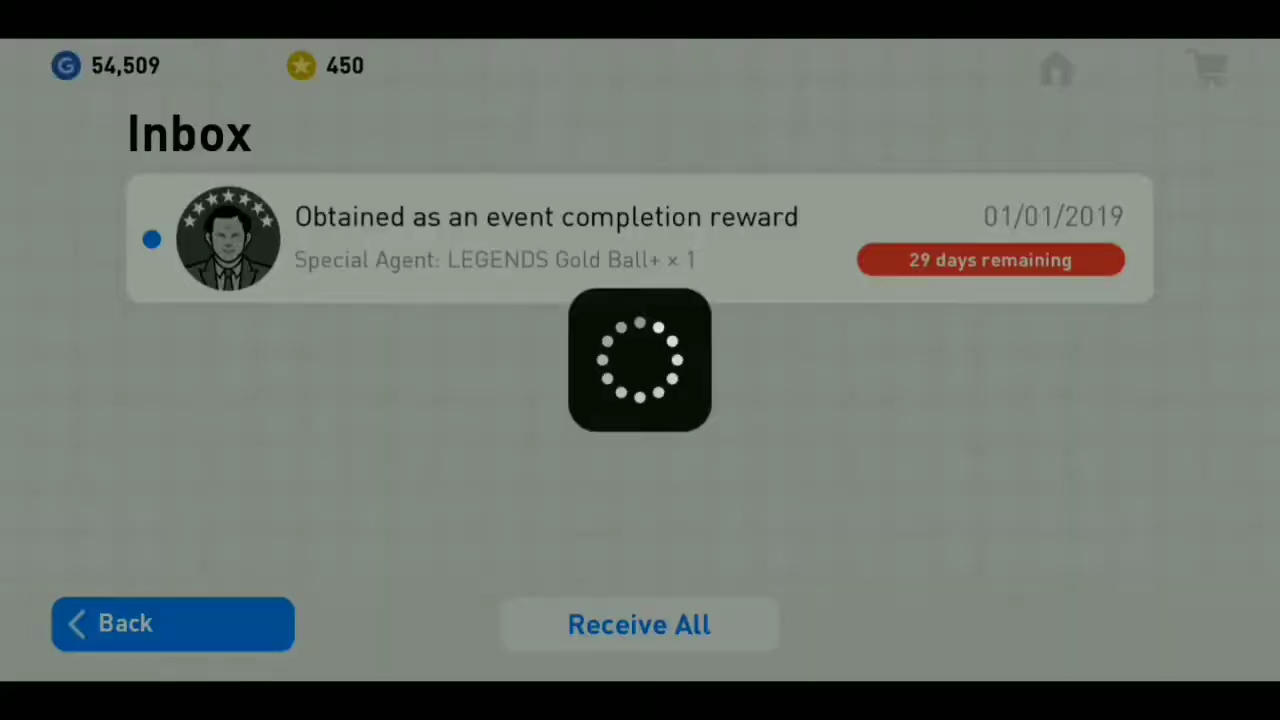 G 54,509
450
Inbox
Obtained as an event completion reward
01/01/2019
Special Agent: LEGENDS Gold Ball+ × 1
29 days remaining
Back
Receive All